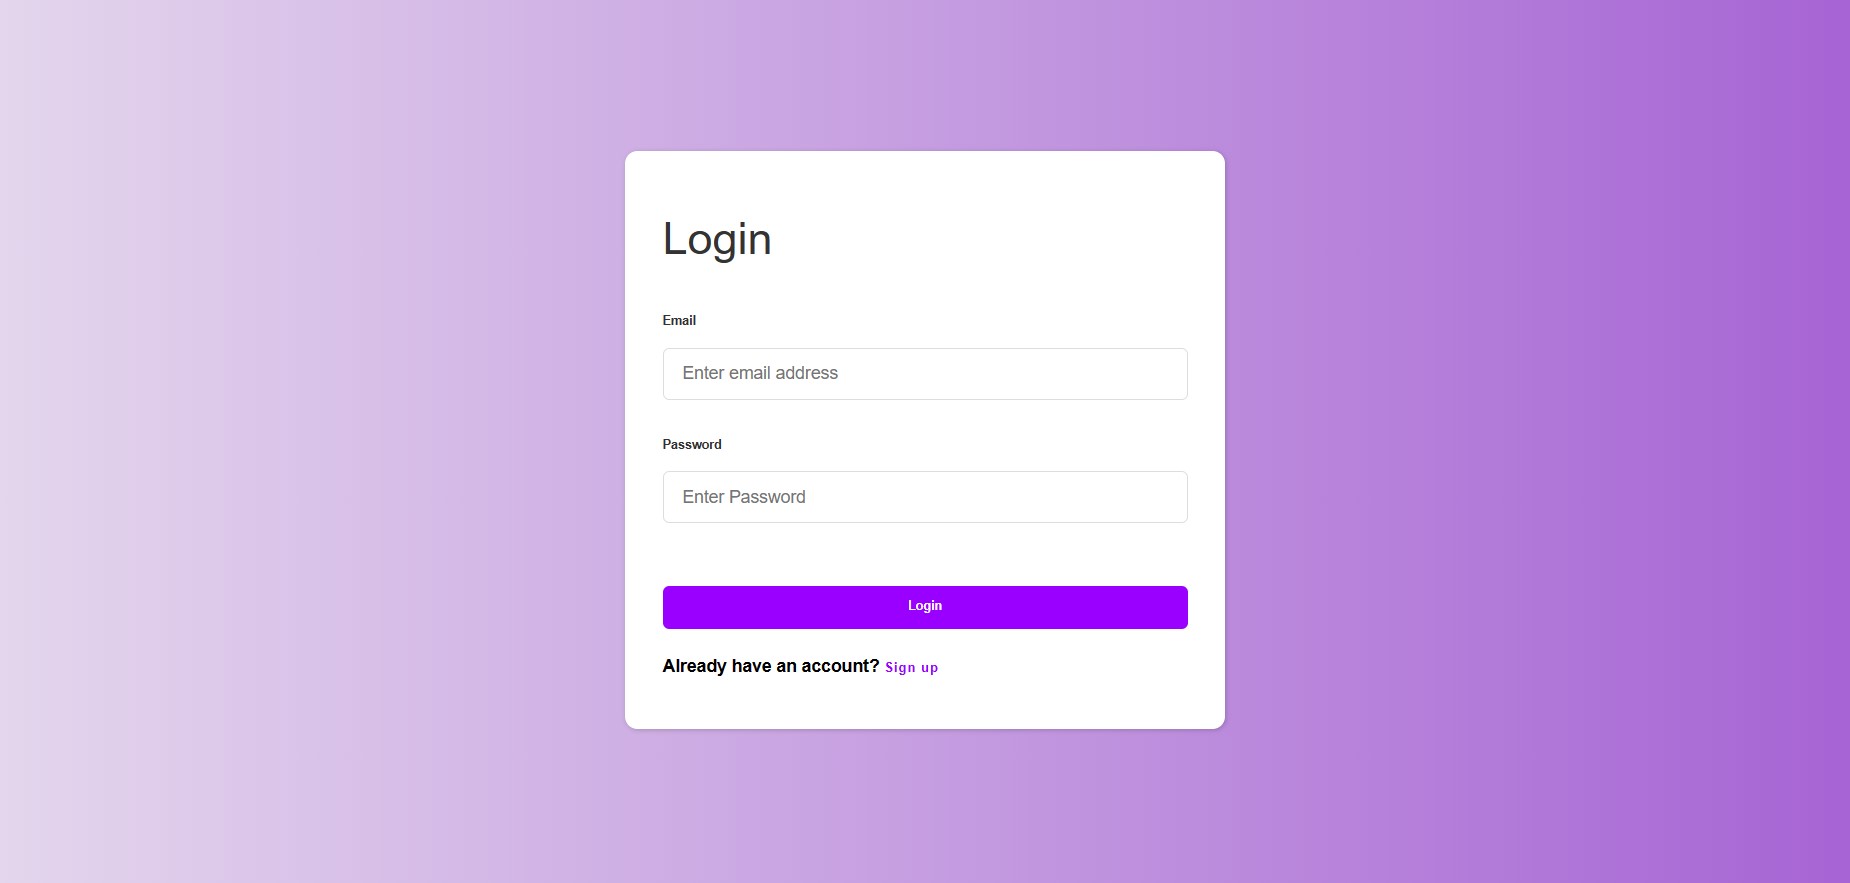 Login
Email
Enter email address
Password
Enter Password
Login
Already have an account? Sign up